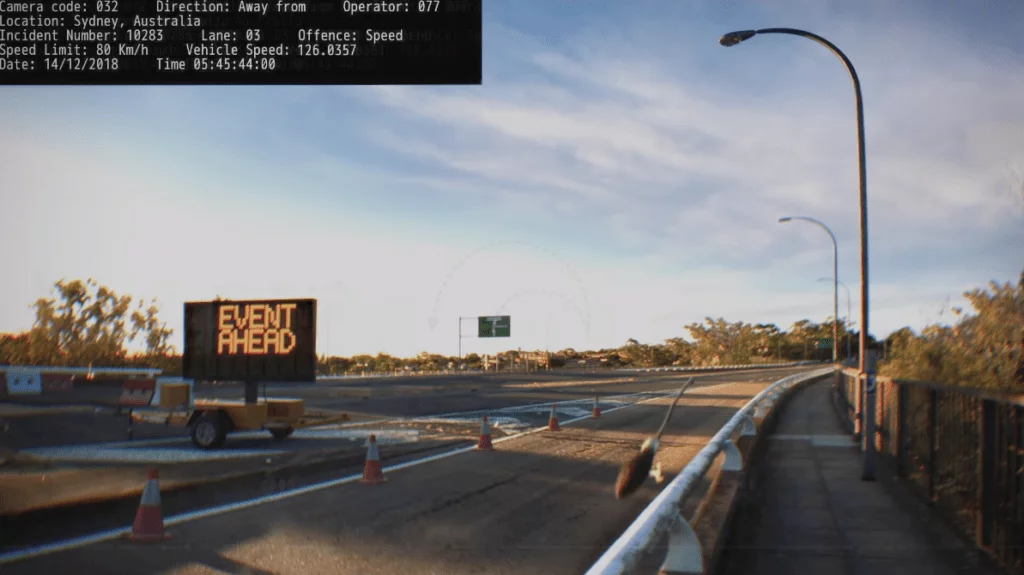 Camera code: 032 Direction: Away from Operator: 077
Location: Sydney, Australia
Incident Number: 10283 Lane: 03 Offence: Speed
Speed Limit: 80 Km/h Vehicle Speed: 126.0357
Date: 14/12/2018 Time 05:45:44:00
EVENT
AHEAD